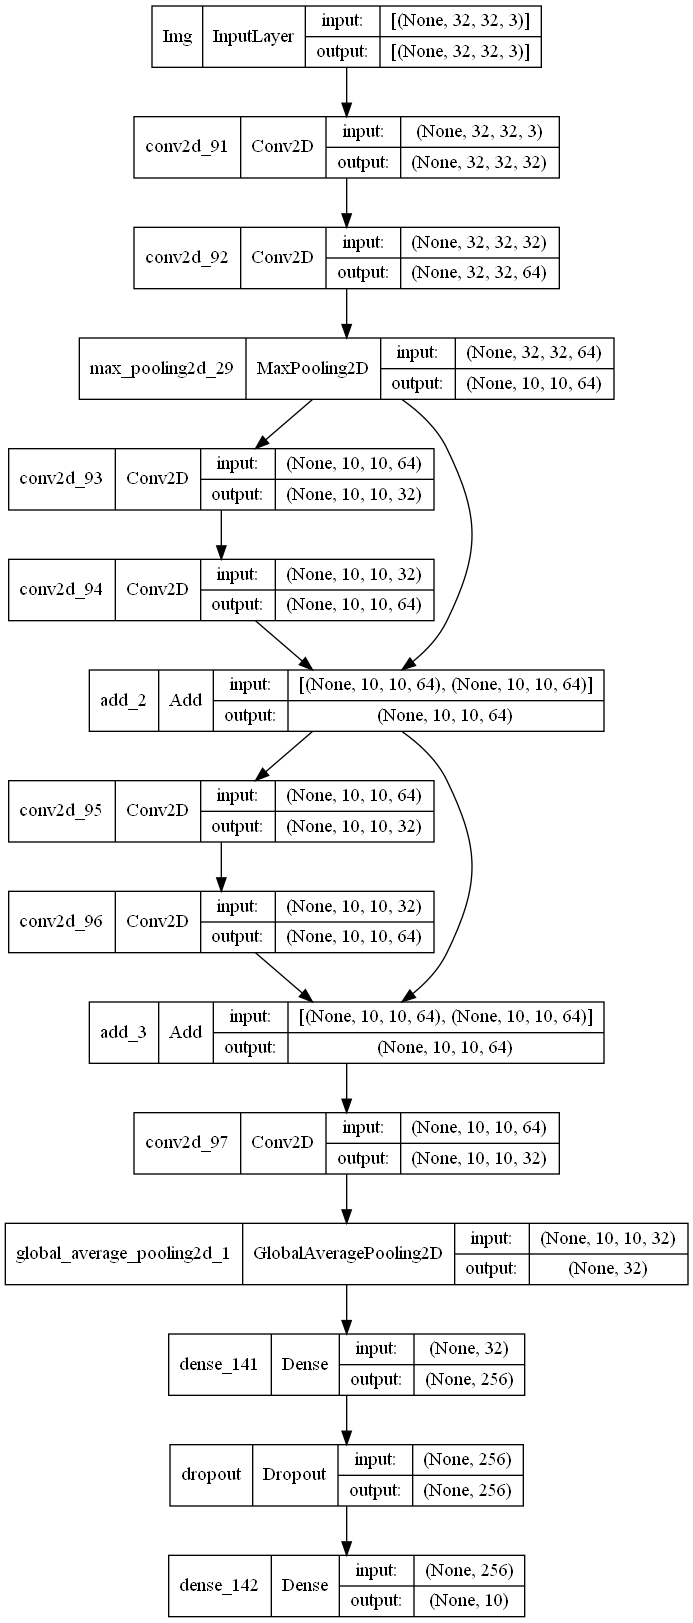 Img InputLayer input: [(None, 32, 32, 3)]
output: [(None, 32, 32, 3)]
conv2d_91 Conv2D input: (None, 32, 32, 3)
output: (None, 32, 32, 32)
conv2d_92 Conv2D input: (None, 32, 32, 32)
output: (None, 32, 32, 64)
max_pooling2d_29 MaxPooling2D input: (None, 32, 32, 64)
output: (None, 10, 10, 64)
conv2d_93 Conv2D input: (None, 10, 10, 64)
output: (None, 10, 10, 32)
conv2d_94 Conv2D input: (None, 10, 10, 32)
output: (None, 10, 10, 64)
add_2 Add input: [(None, 10, 10, 64), (None, 10, 10, 64)]
output: (None, 10, 10, 64)
conv2d_95 Conv2D input: (None, 10, 10, 64)
output: (None, 10, 10, 32)
conv2d_96 Conv2D input: (None, 10, 10, 32)
output: (None, 10, 10, 64)
add_3 Add input: [(None, 10, 10, 64), (None, 10, 10, 64)]
output: (None, 10, 10, 64)
conv2d_97 Conv2D input: (None, 10, 10, 64)
output: (None, 10, 10, 32)
global_average_pooling2d_1 GlobalAveragePooling2D input: (None, 10, 10, 32)
output: (None, 32)
dense_141 Dense input: (None, 32)
output: (None, 256)
dropout Dropout input: (None, 256)
output: (None, 256)
dense_142 Dense input: (None, 256)
output: (None, 10)